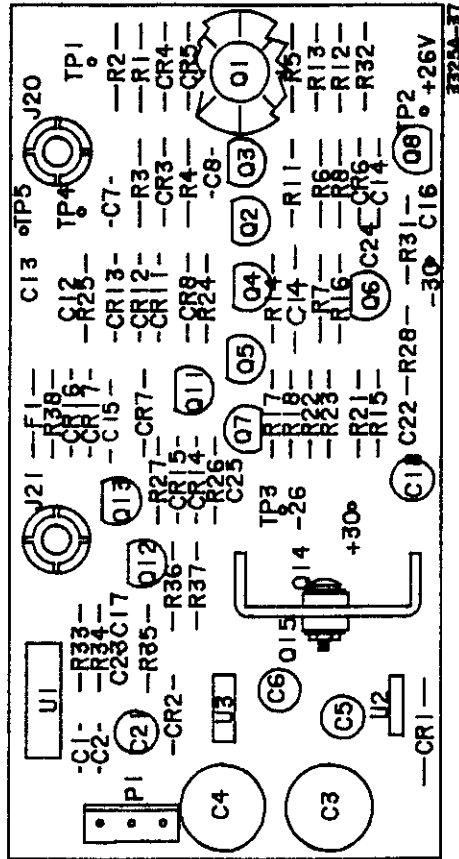 33254-37
TP1
R2
R1
CR4
CR5
Q1
R5
R13
R12
R32
TP2
+26V
J20
TP5
TP4
C7
R3
CR3
R4
C8
Q3
R11
R6
R8
CR6
C14
Q8
Q2
C24
R31
C16
-30
C13
C12
R25
CR13
CR12
CR11
CR8
R24
Q4
R14
C14
R7
R16
Q6
Q5
F1
R38
CR16
CR17
C15
CR7
Q11
Q7
R17
R18
R22
R23
R21
R15
C22
R28
J21
Q13
R27
CR15
CR14
R26
C25
TP3
-26
+30
C11
Q12
R36
R37
Q14
Q15
U1
R33
R34
C23
C17
R35
C1
C2
C21
CR2
U3
C6
C5
U2
CR1
P1
C4
C3